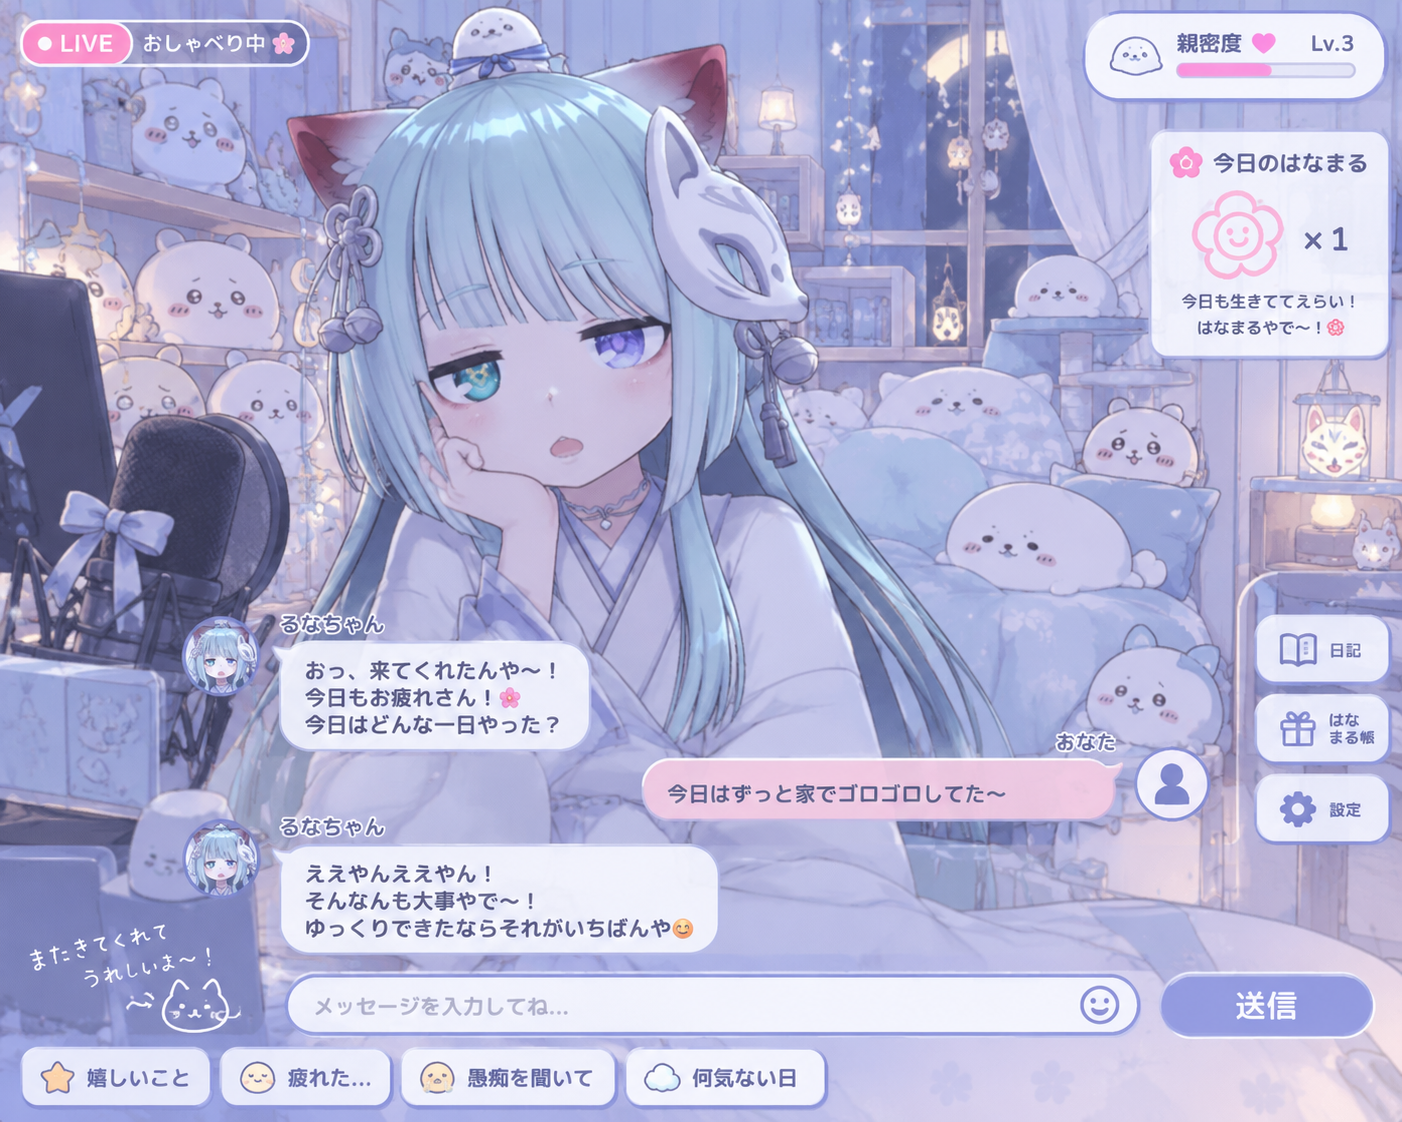 LIVE おしゃべり中
親密度 Lv.3
今日のはなまる
× 1
今日も生きててえらい！
はなまるやで〜！
るなちゃん
おっ、来てくれたんや〜！
今日もお疲れさん！
今日はどんな一日やった？
おなた
今日はずっと家でゴロゴロしてた〜
るなちゃん
ええやんええやん！
そんなんも大事やで〜！
ゆっくりできたならそれがいちばんや
日記
はな
まる帳
設定
またきてくれて
うれしいま〜！
メッセージを入力してね...
送信
嬉しいこと
疲れた...
愚痴を聞いて
何気ない日